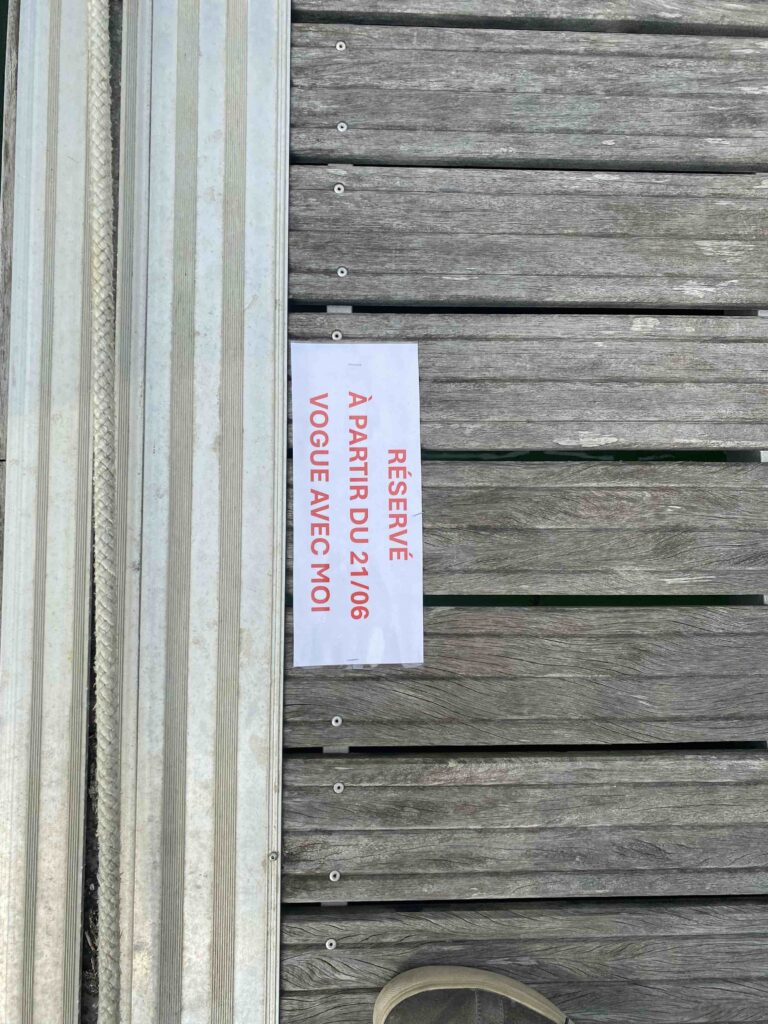 RÉSERVÉ
À PARTIR DU 21/06
VOGUE AVEC MOI